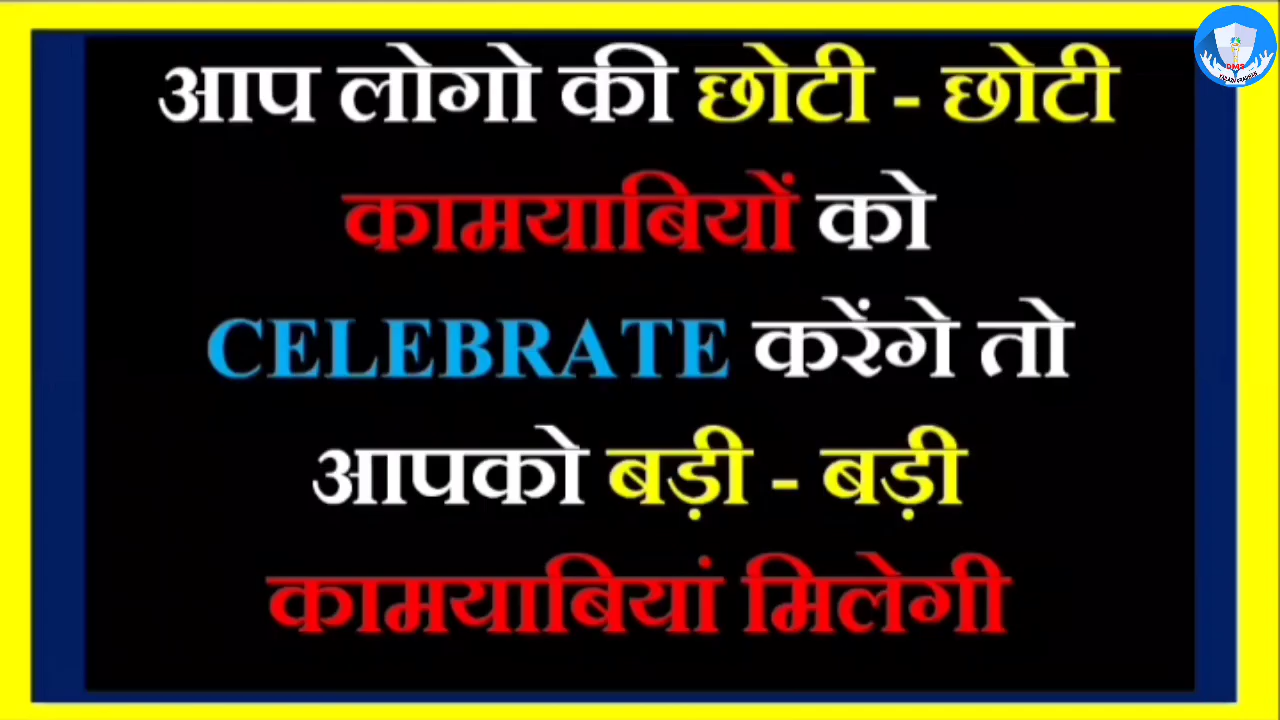 आप लोगो की छोटी - छोटी
कामयाबियों को
CELEBRATE करेंगे तो
आपको बड़ी - बड़ी
कामयाबियां मिलेगी